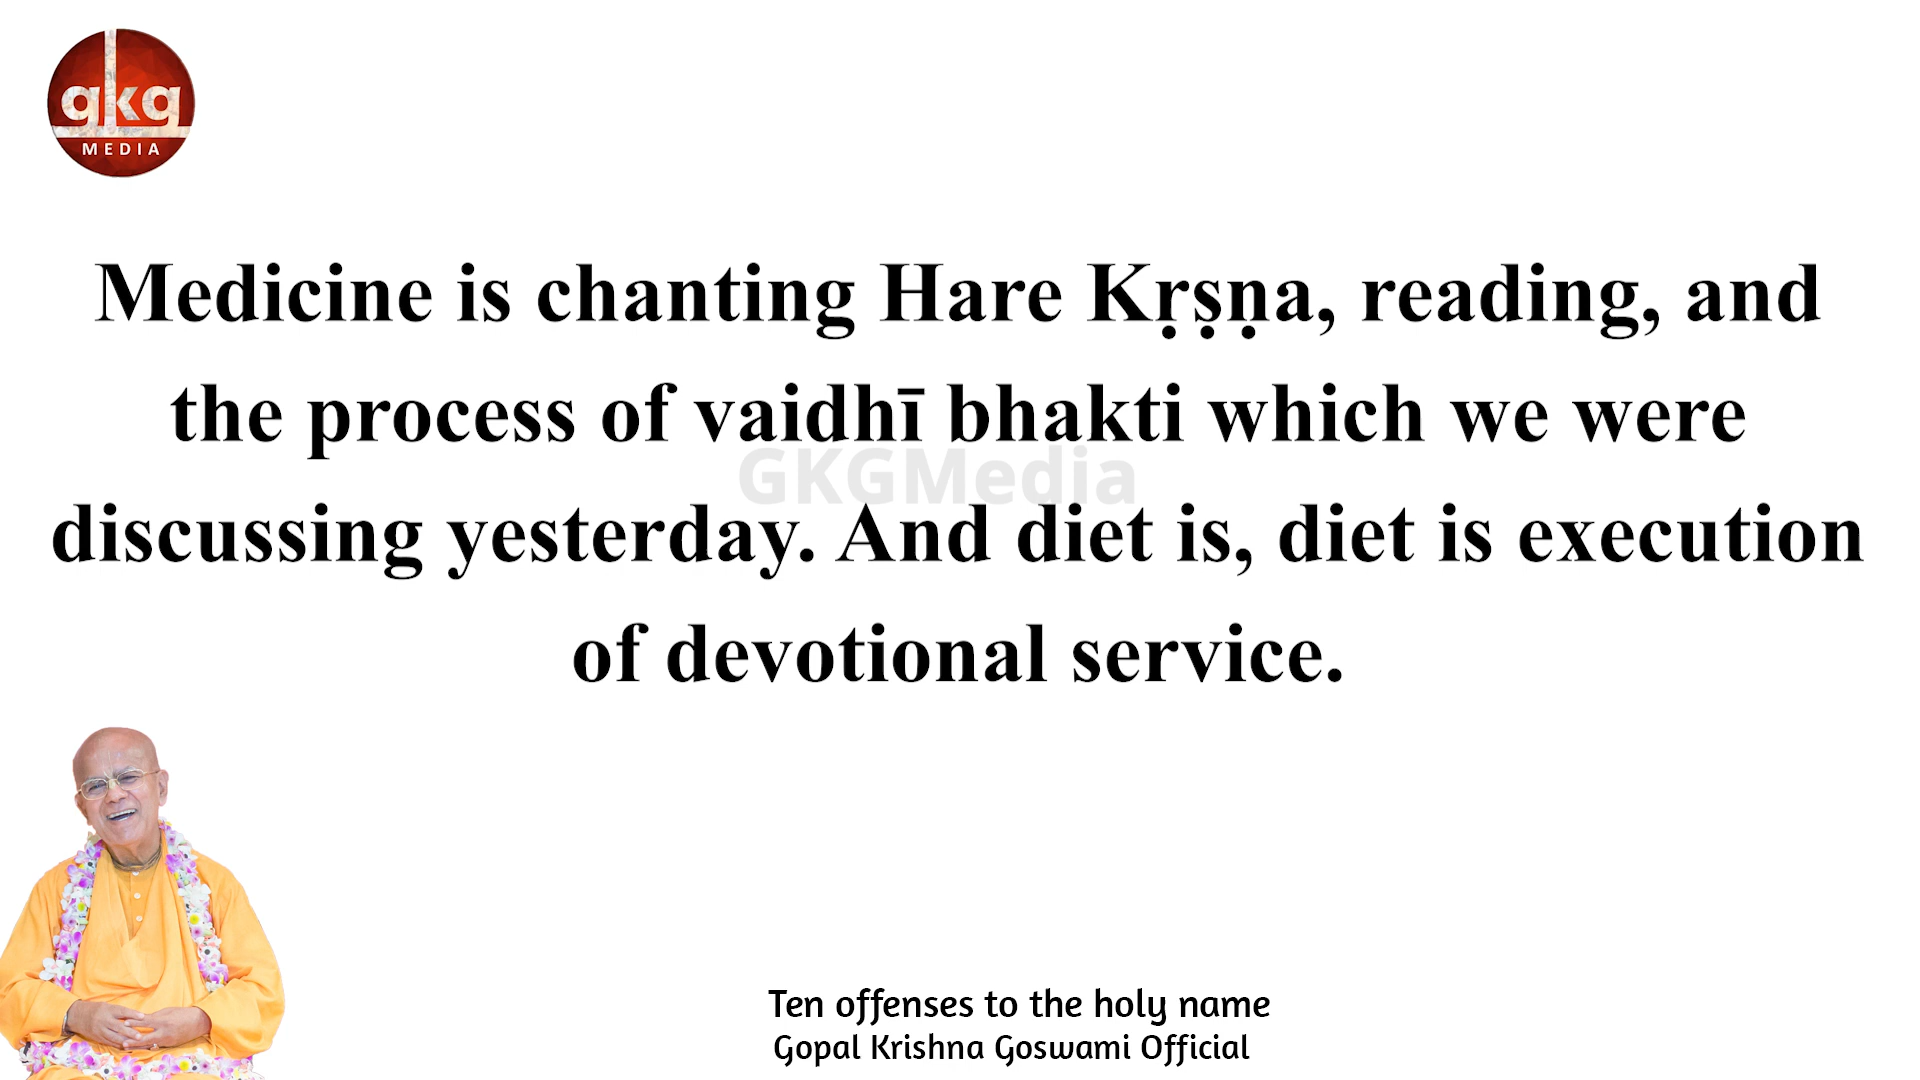 gkg
MEDIA
Medicine is chanting Hare Kṛṣṇa, reading, and
the process of vaidhī bhakti which we were
GKGMedia
discussing yesterday. And diet is, diet is execution
of devotional service.
Ten offenses to the holy name
Gopal Krishna Goswami Official